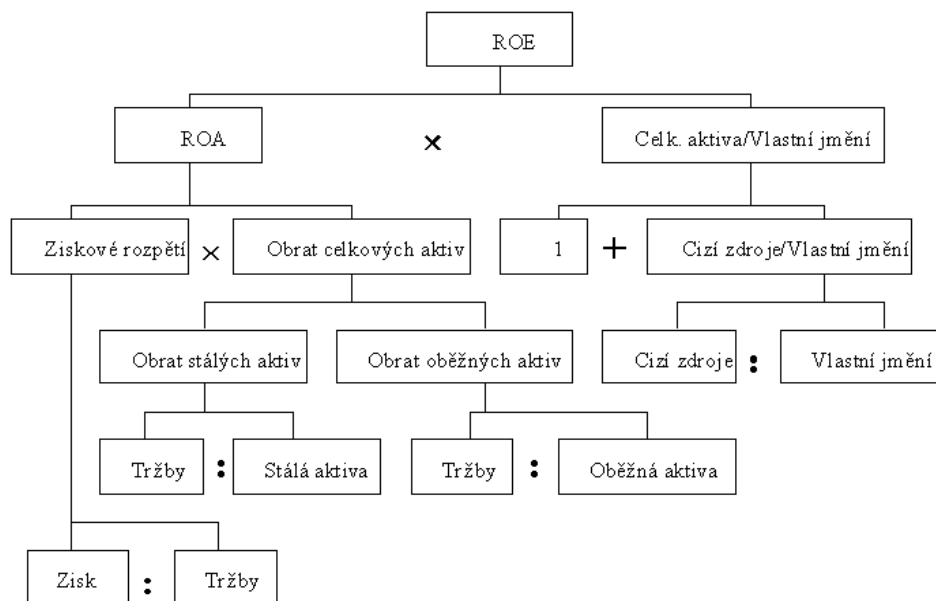 ROE
ROA
×
Celk. aktiva/Vlastní jmění
Ziskové rozpětí
×
Obrat celkových aktiv
1
+
Cizí zdroje/Vlastní jmění
Obrat stálých aktiv
Obrat oběžných aktiv
Cizí zdroje
:
Vlastní jmění
Tržby
:
Stálá aktiva
Tržby
:
Oběžná aktiva
Zisk
:
Tržby